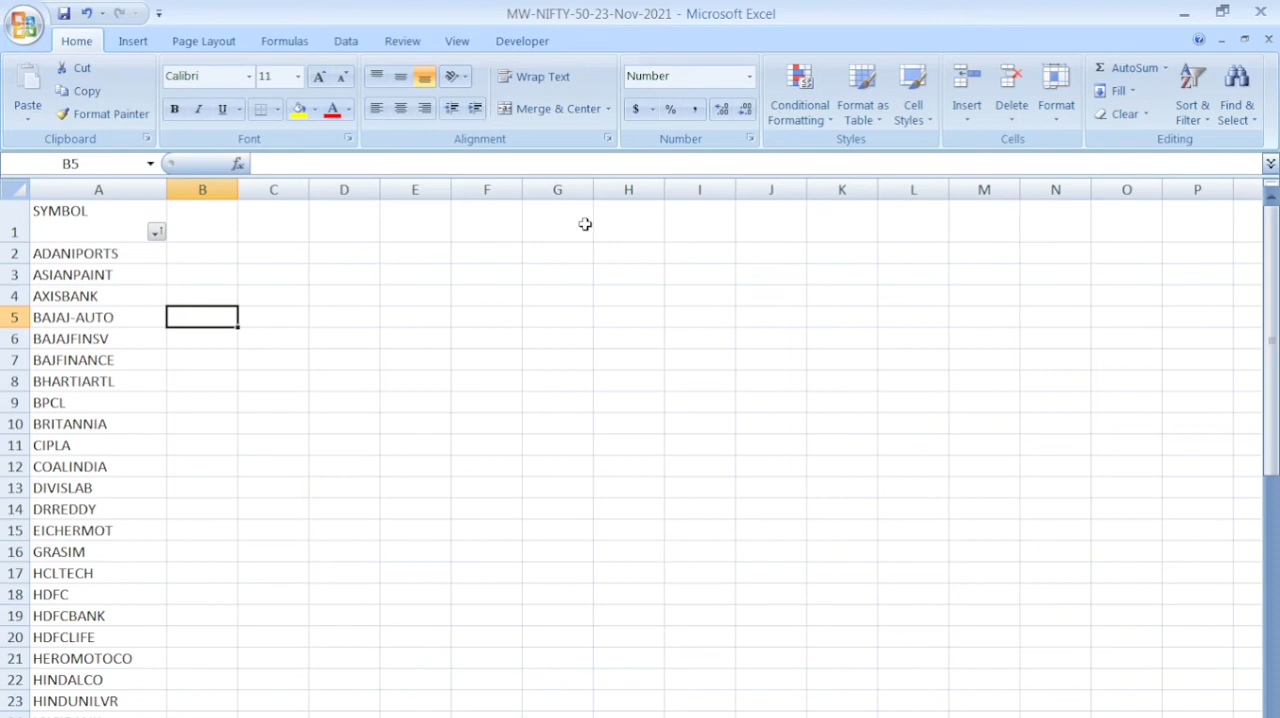 MW-NIFTY-50-23-Nov-2021 - Microsoft Excel
Home Insert Page Layout Formulas Data Review View Developer
Paste
Cut
Copy
Format Painter
Clipboard
Calibri 11
B I U
Font
Wrap Text
Merge & Center
Alignment
Number
$ % ,
Number
Conditional Formatting
Format as Table
Cell Styles
Styles
Insert
Delete
Format
Cells
Σ AutoSum
Fill
Clear
Sort & Filter
Find & Select
Editing
B5 fx
A B C D E F G H I J K L M N O P
1 SYMBOL
2 ADANIPORTS
3 ASIANPAINT
4 AXISBANK
5 BAJAJ-AUTO
6 BAJAJFINSV
7 BAJFINANCE
8 BHARTIARTL
9 BPCL
10 BRITANNIA
11 CIPLA
12 COALINDIA
13 DIVISLAB
14 DRREDDY
15 EICHERMOT
16 GRASIM
17 HCLTECH
18 HDFC
19 HDFCBANK
20 HDFCLIFE
21 HEROMOTOCO
22 HINDALCO
23 HINDUNILVR